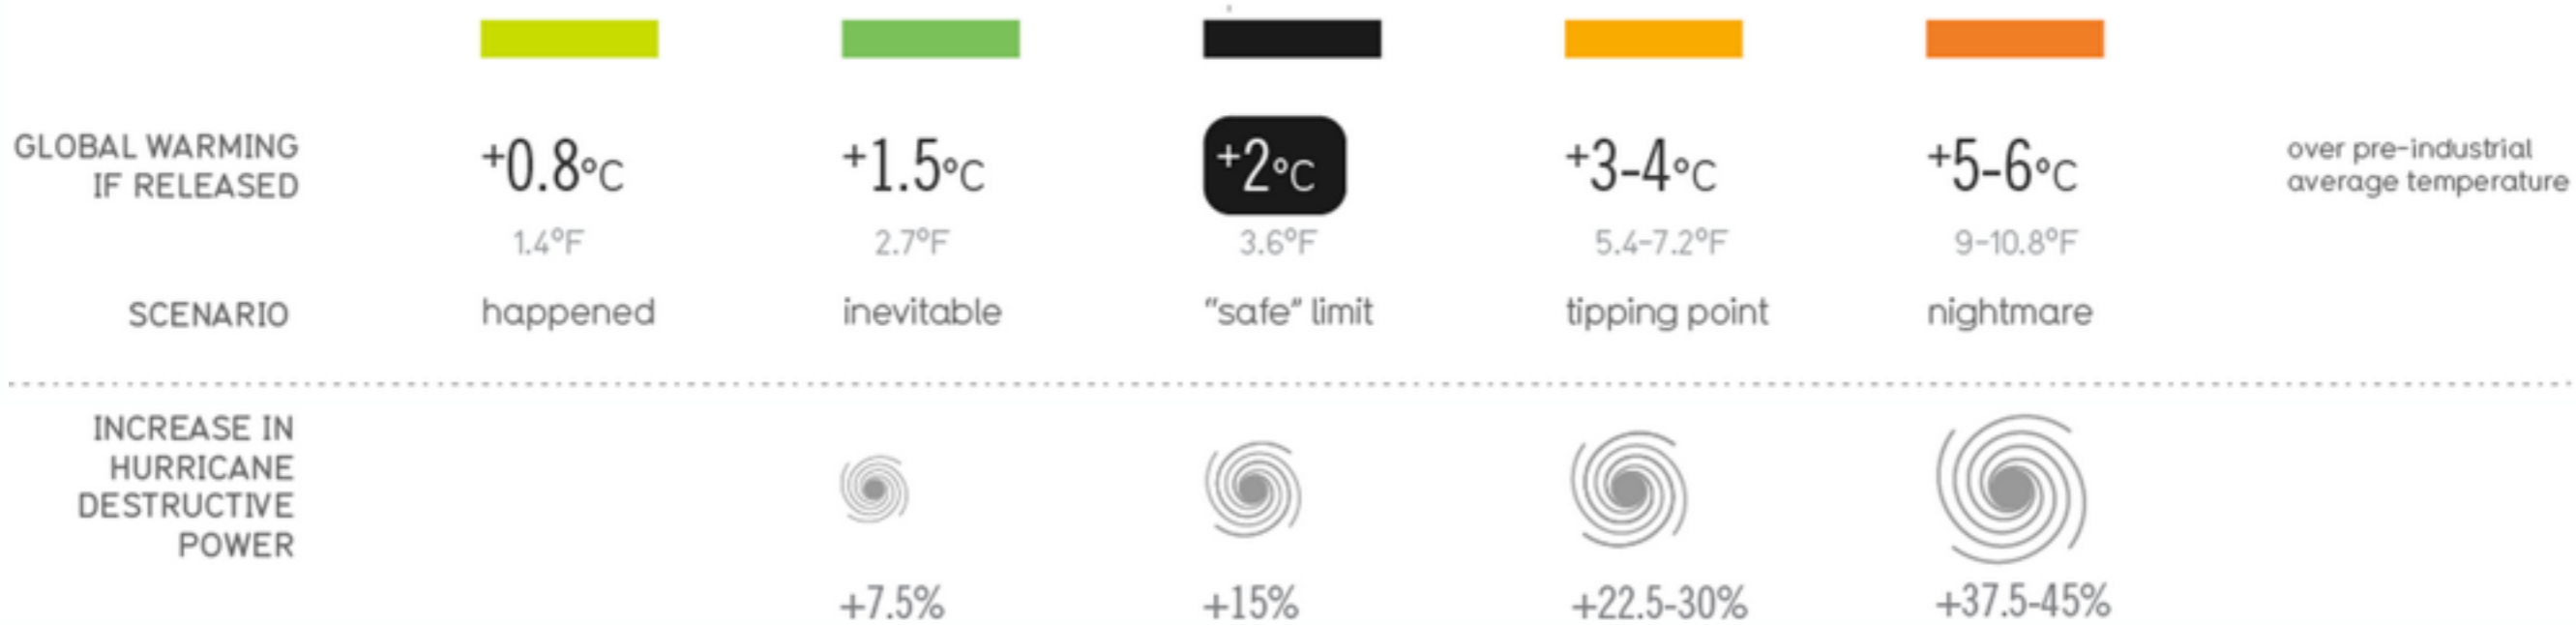 GLOBAL WARMING
IF RELEASED
+0.8°C
+1.5°C
+2°C
+3-4°C
+5-6°C
over pre-industrial
average temperature
1.4°F
2.7°F
3.6°F
5.4-7.2°F
9-10.8°F
SCENARIO
happened
inevitable
"safe" limit
tipping point
nightmare
INCREASE IN
HURRICANE
DESTRUCTIVE
POWER
+7.5%
+15%
+22.5-30%
+37.5-45%